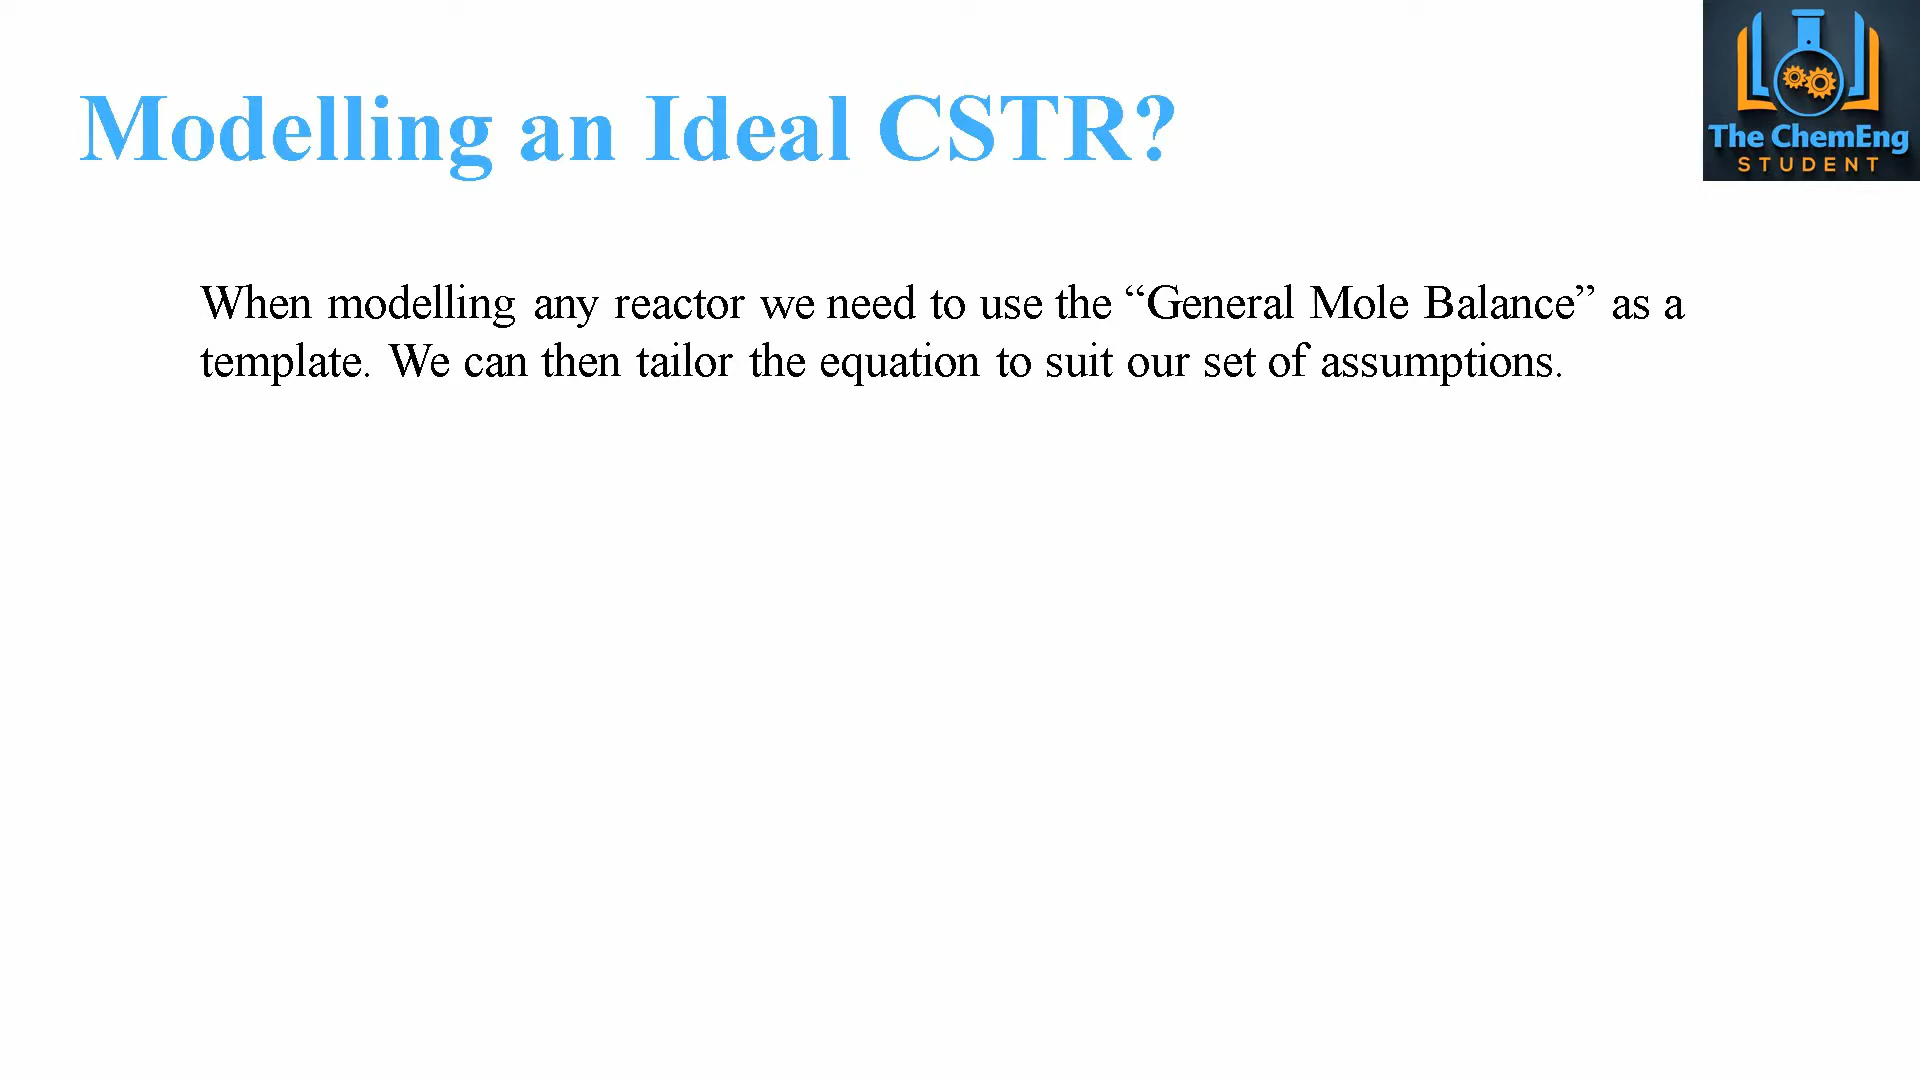 Modelling an Ideal CSTR?
The ChemEng
STUDENT
When modelling any reactor we need to use the “General Mole Balance” as a
template. We can then tailor the equation to suit our set of assumptions.